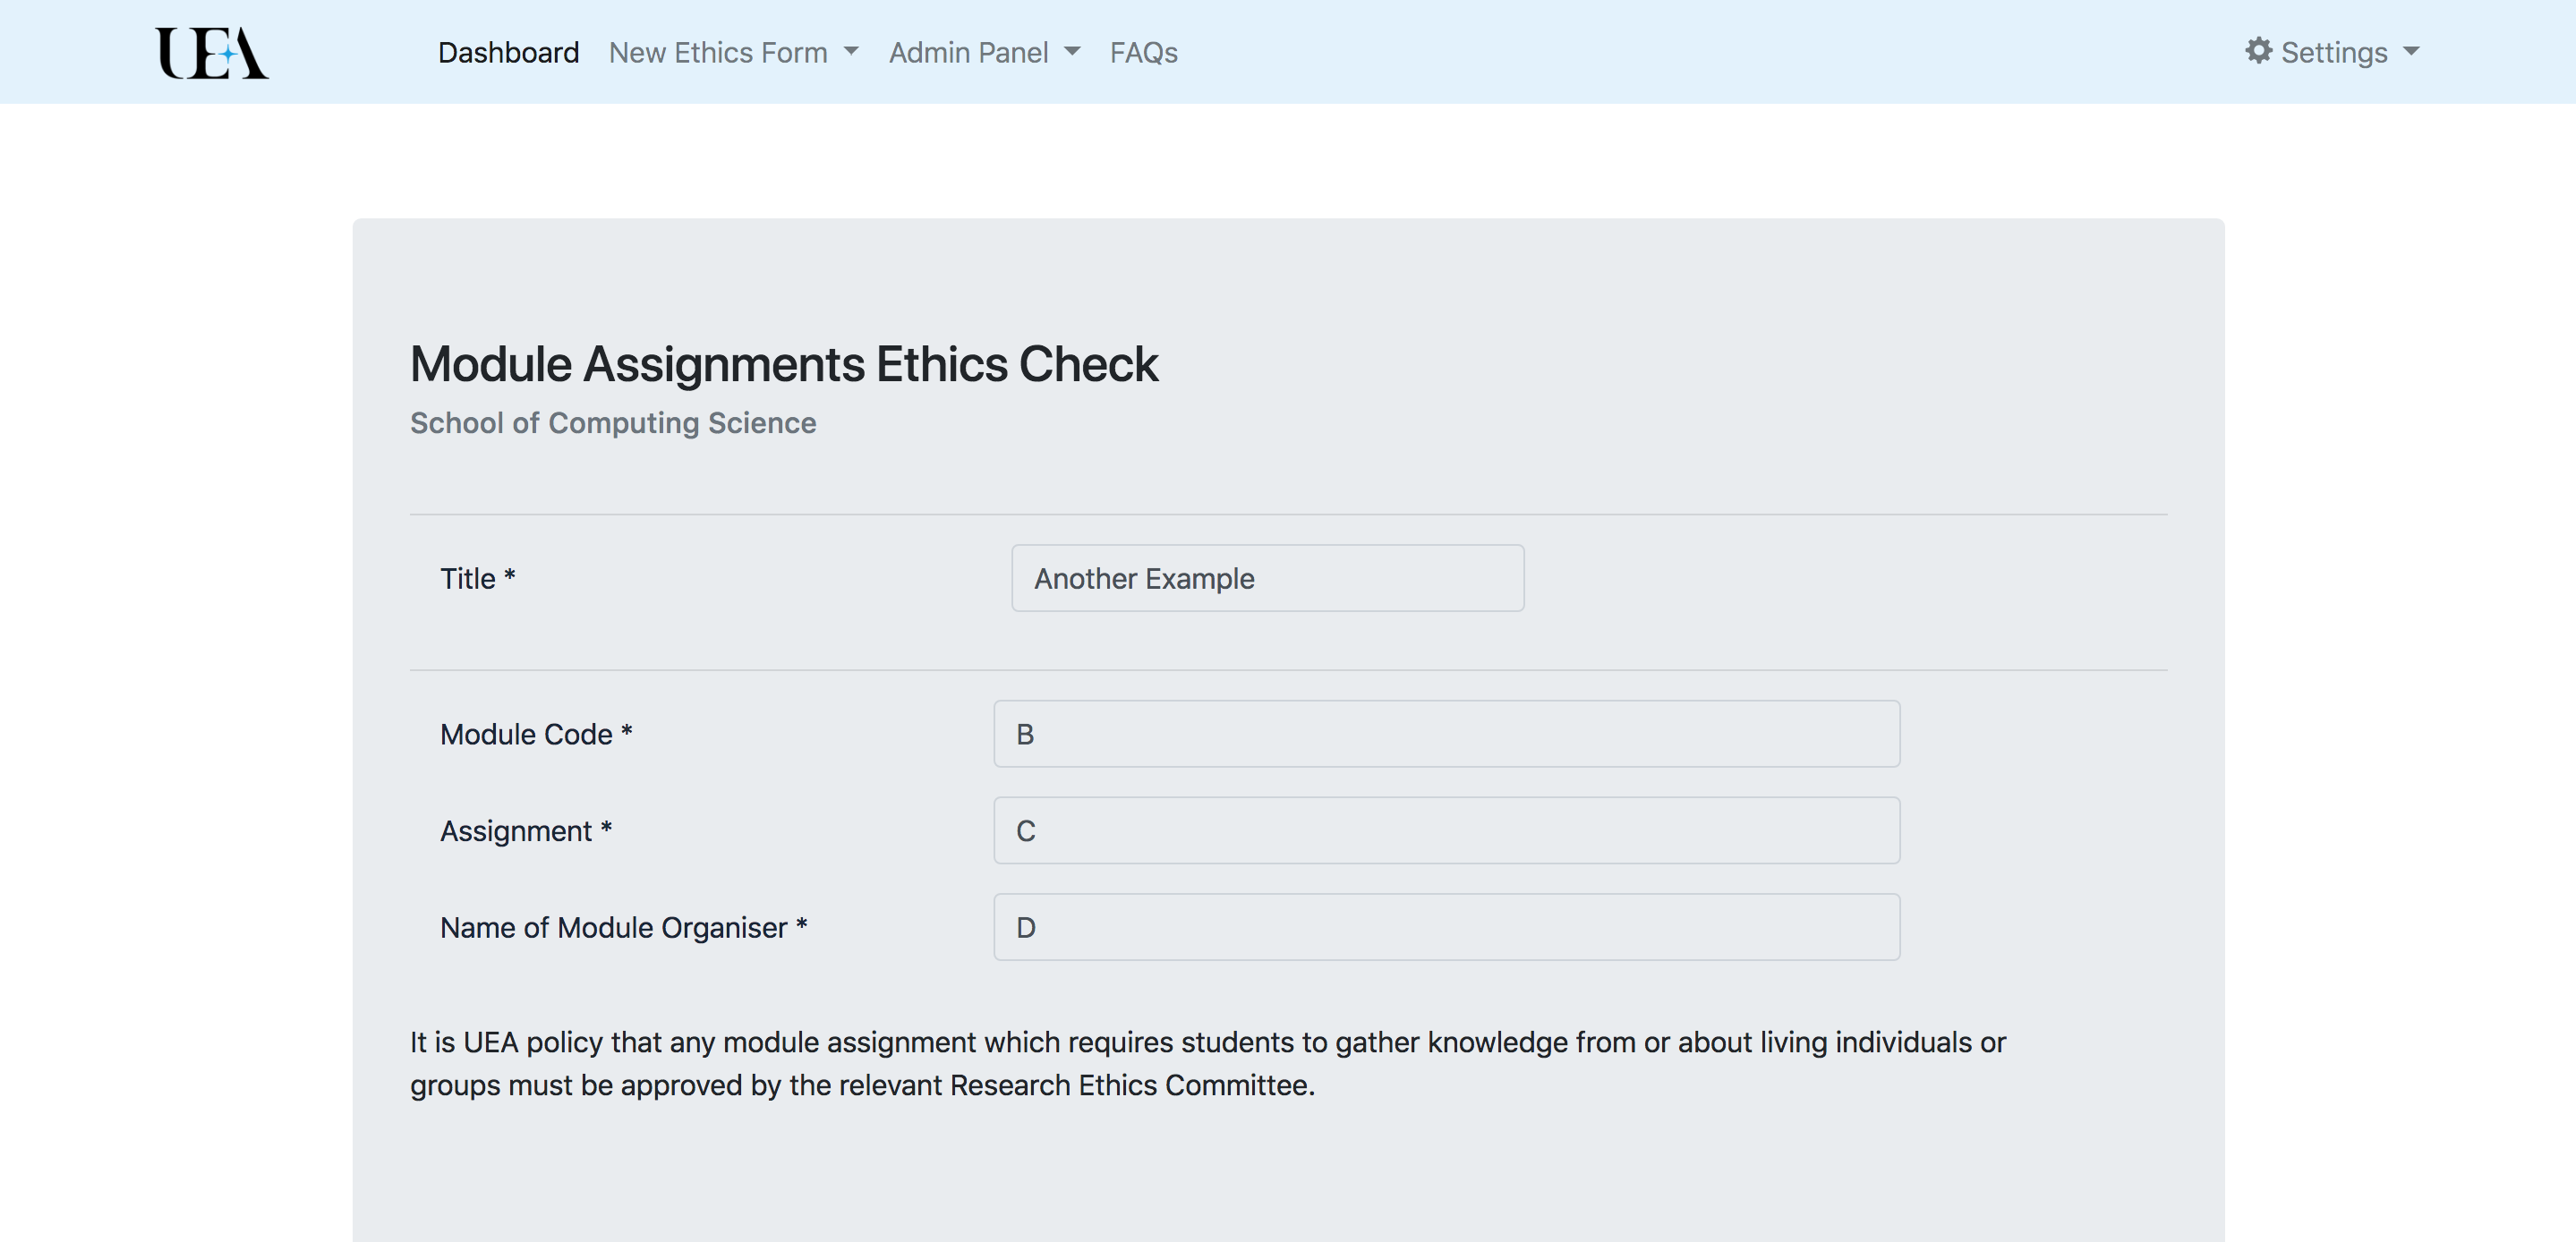 UEA Dashboard New Ethics Form Admin Panel FAQs Settings
Module Assignments Ethics Check
School of Computing Science
Title * Another Example
Module Code * B
Assignment * C
Name of Module Organiser * D
It is UEA policy that any module assignment which requires students to gather knowledge from or about living individuals or
groups must be approved by the relevant Research Ethics Committee.